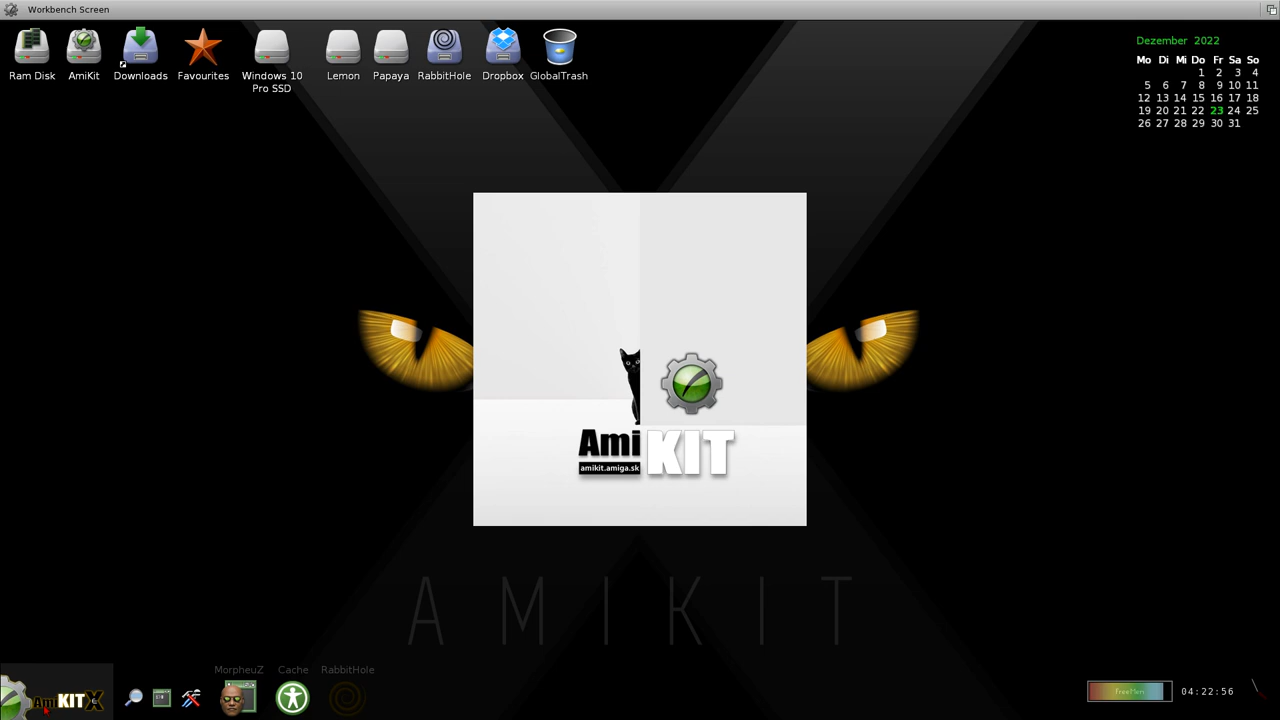 Workbench Screen
Ram Disk
AmiKit
Downloads
Favourites
Windows 10
Pro SSD
Lemon
Papaya
RabbitHole
Dropbox
GlobalTrash
Dezember 2022
Mo Di Mi Do Fr Sa So
1 2 3 4
5 6 7 8 9 10 11
12 13 14 15 16 17 18
19 20 21 22 23 24 25
26 27 28 29 30 31
Ami KIT
amikit.amiga.sk
AMIKIT
MorpheuZ
Cache
RabbitHole
AmiKITX
FreeMem
04:22:56